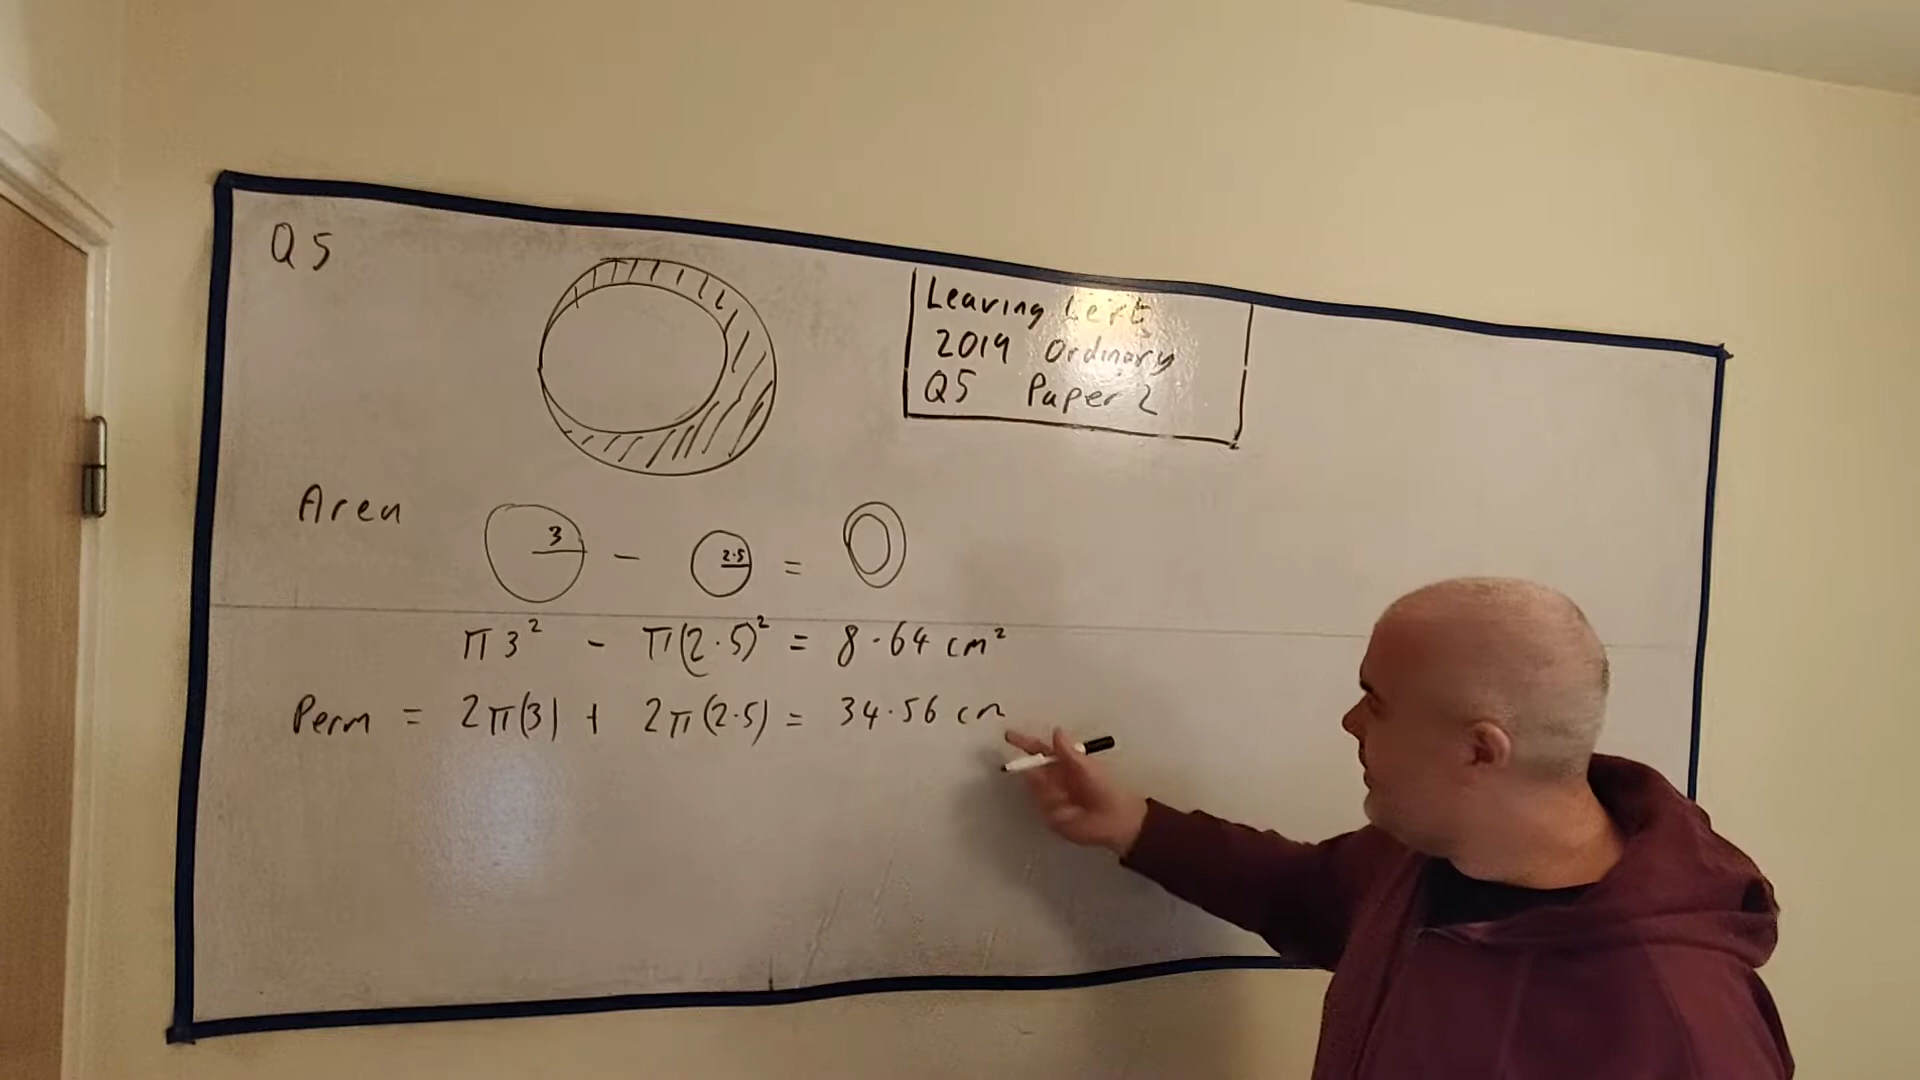 Q5
Leaving Cert
2019 Ordinary
Q5 Paper 2
Area
3 - 2.5 =
π3² - π(2.5)² = 8.64 cm²
Perm = 2π(3) + 2π(2.5) = 34.56 cm